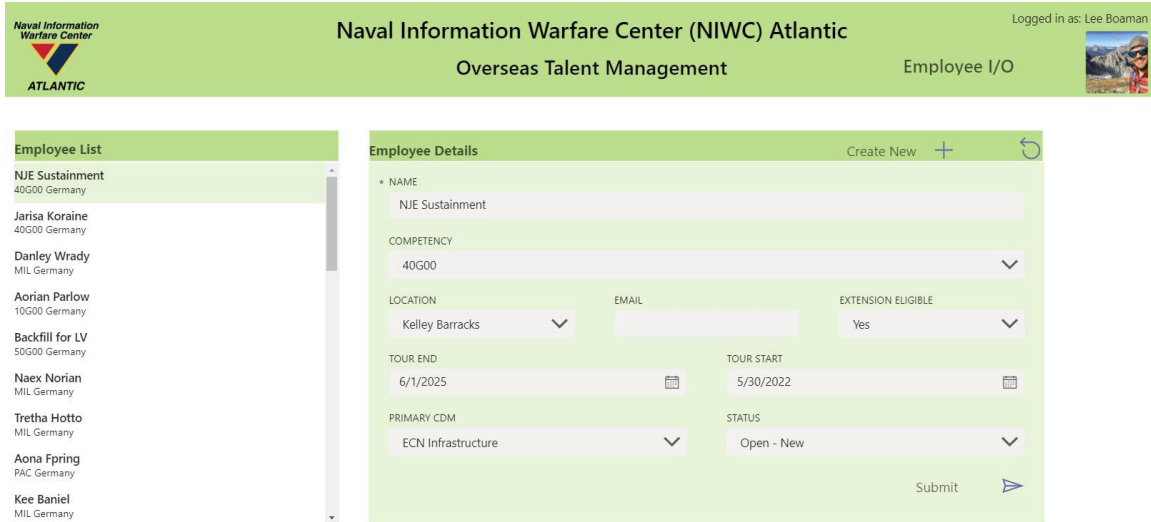 Naval Information
Warfare Center
ATLANTIC
Naval Information Warfare Center (NIWC) Atlantic
Overseas Talent Management
Employee I/O
Logged in as: Lee Boaman
Employee List
NJE Sustainment
40G00 Germany
Jarisa Koraine
40G00 Germany
Danley Wrady
MIL Germany
Aorian Parlow
10G00 Germany
Backfill for LV
50G00 Germany
Naex Norian
MIL Germany
Tretha Hotto
MIL Germany
Aona Fpring
PAC Germany
Kee Baniel
MIL Germany
Employee Details
Create New
* NAME
NJE Sustainment
COMPETENCY
40G00
LOCATION EMAIL EXTENSION ELIGIBLE
Kelley Barracks Yes
TOUR END TOUR START
6/1/2025 5/30/2022
PRIMARY CDM STATUS
ECN Infrastructure Open - New
Submit